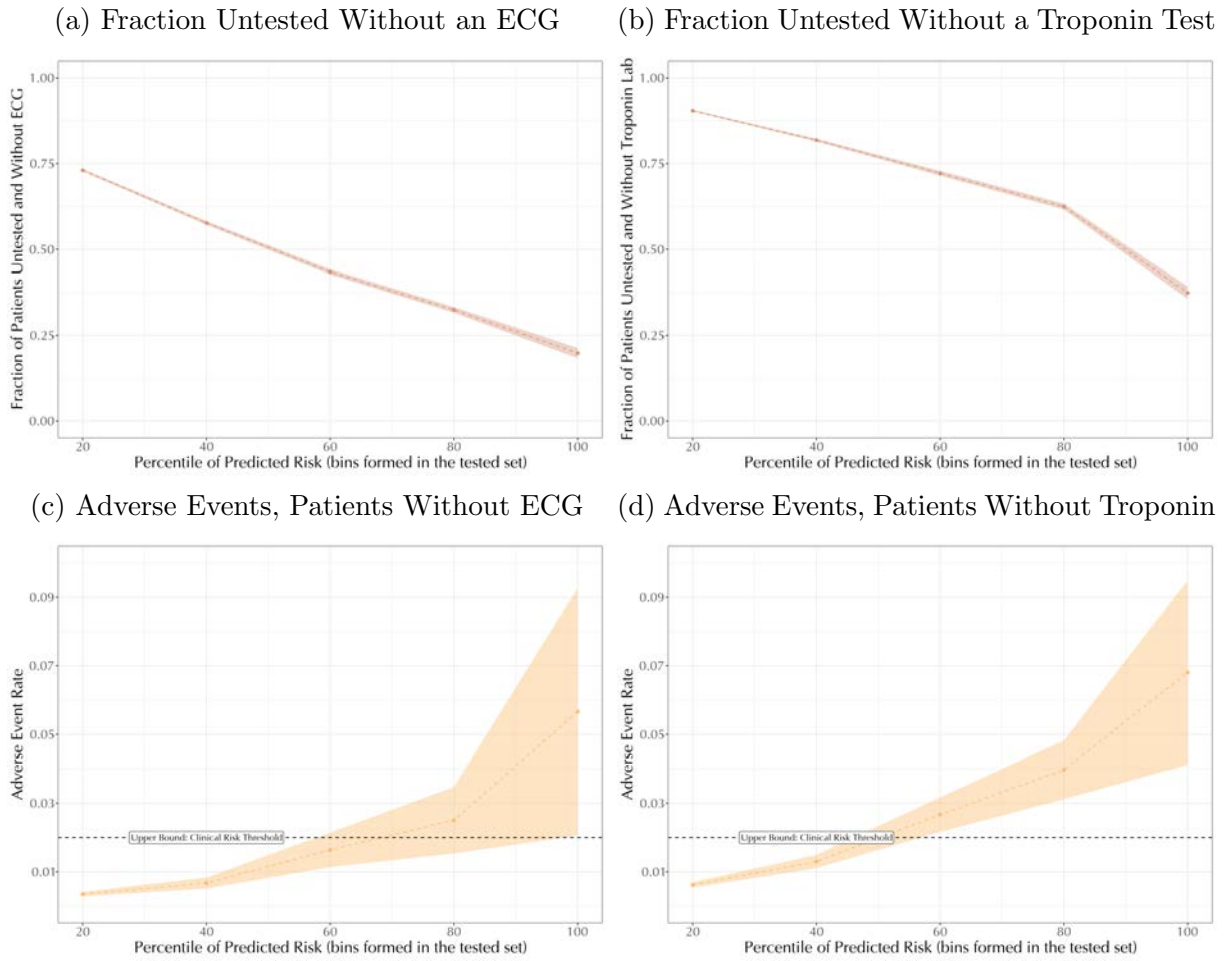 (a) Fraction Untested Without an ECG
Fraction of Patients Untested and Without ECG
1.00
0.75
0.50
0.25
0.00
20 40 60 80 100
Percentile of Predicted Risk (bins formed in the tested set)
(b) Fraction Untested Without a Troponin Test
Fraction of Patients Untested and Without Troponin Lab
1.00
0.75
0.50
0.25
0.00
20 40 60 80 100
Percentile of Predicted Risk (bins formed in the tested set)
(c) Adverse Events, Patients Without ECG
Adverse Event Rate
0.09
0.07
0.05
0.03
Upper Bound: Clinical Risk Threshold
0.01
20 40 60 80 100
Percentile of Predicted Risk (bins formed in the tested set)
(d) Adverse Events, Patients Without Troponin
Adverse Event Rate
0.09
0.07
0.05
0.03
Upper Bound: Clinical Risk Threshold
0.01
20 40 60 80 100
Percentile of Predicted Risk (bins formed in the tested set)